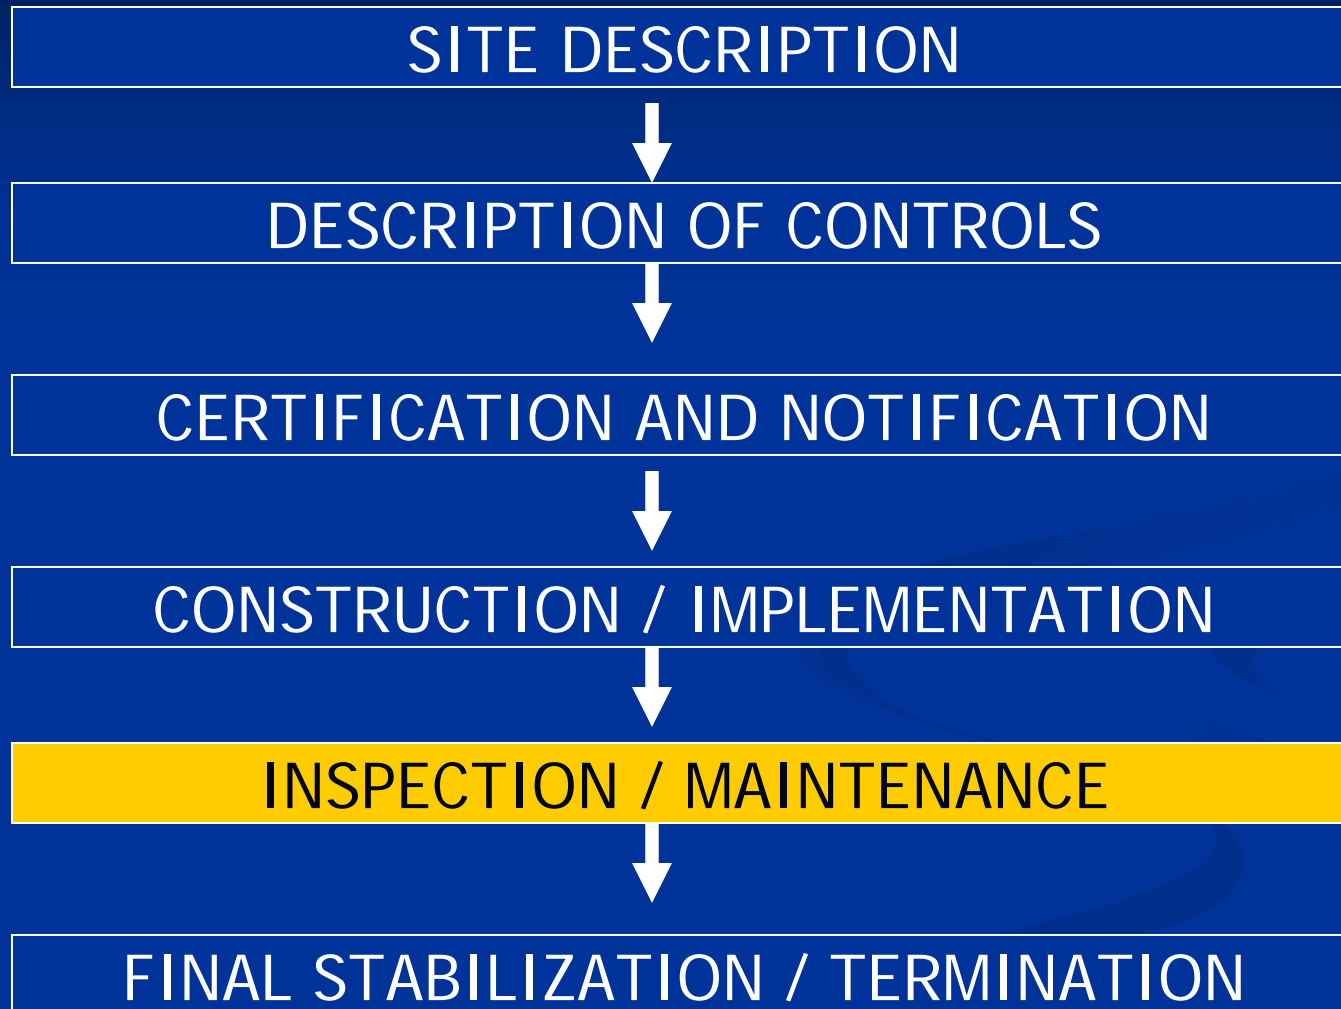 SITE DESCRIPTION
DESCRIPTION OF CONTROLS
CERTIFICATION AND NOTIFICATION
CONSTRUCTION / IMPLEMENTATION
INSPECTION / MAINTENANCE
FINAL STABILIZATION / TERMINATION